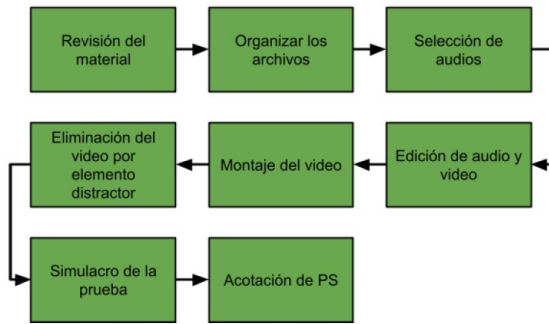 Revisión del
material
Organizar los
archivos
Selección de
audios
Edición de audio y
video
Montaje del video
Eliminación del
video por
elemento
distractor
Simulacro de la
prueba
Acotación de PS